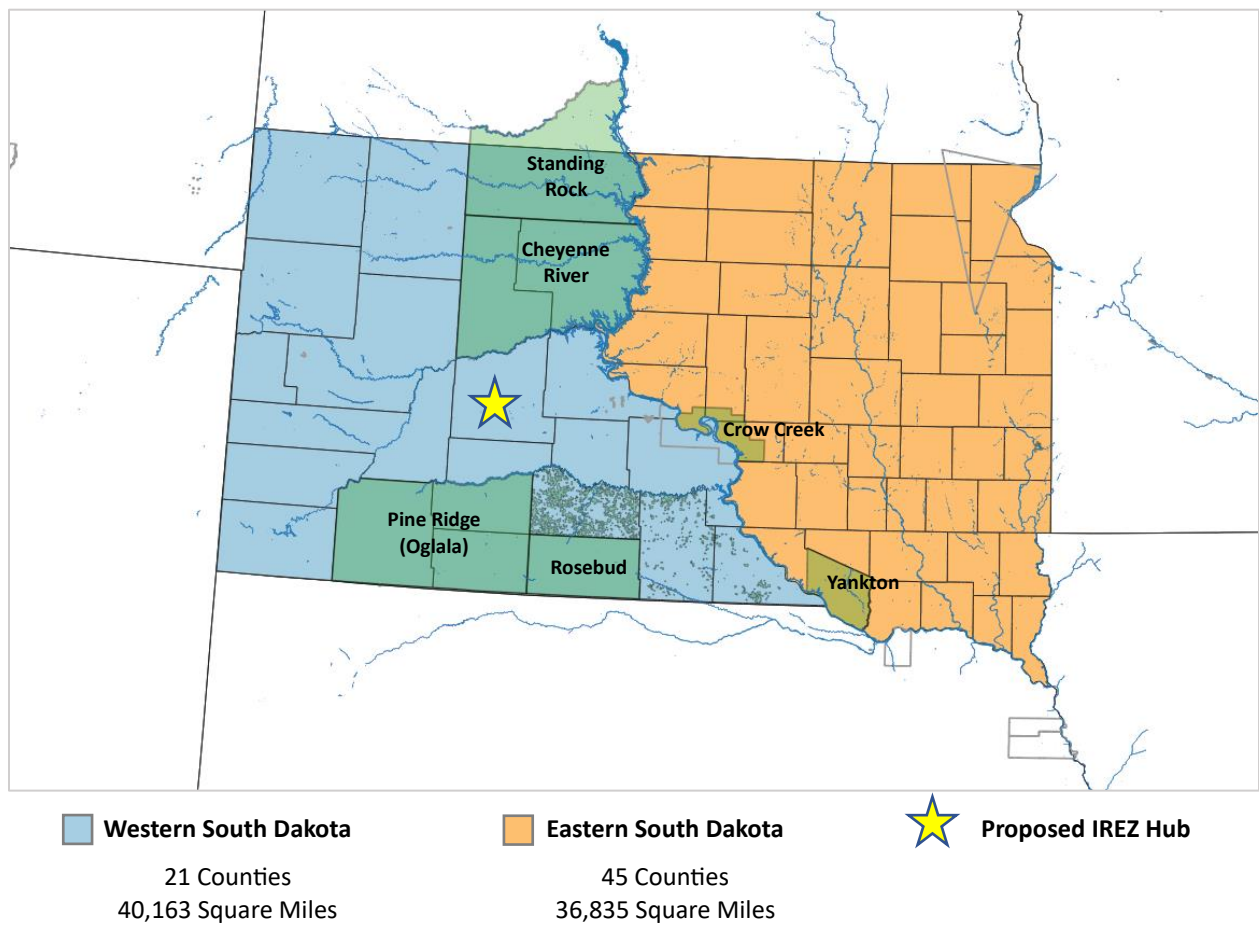 Standing
Rock
Cheyenne
River
Crow Creek
Pine Ridge
(Oglala)
Rosebud
Yankton
Western South Dakota
21 Counties
40,163 Square Miles
Eastern South Dakota
45 Counties
36,835 Square Miles
Proposed IREZ Hub